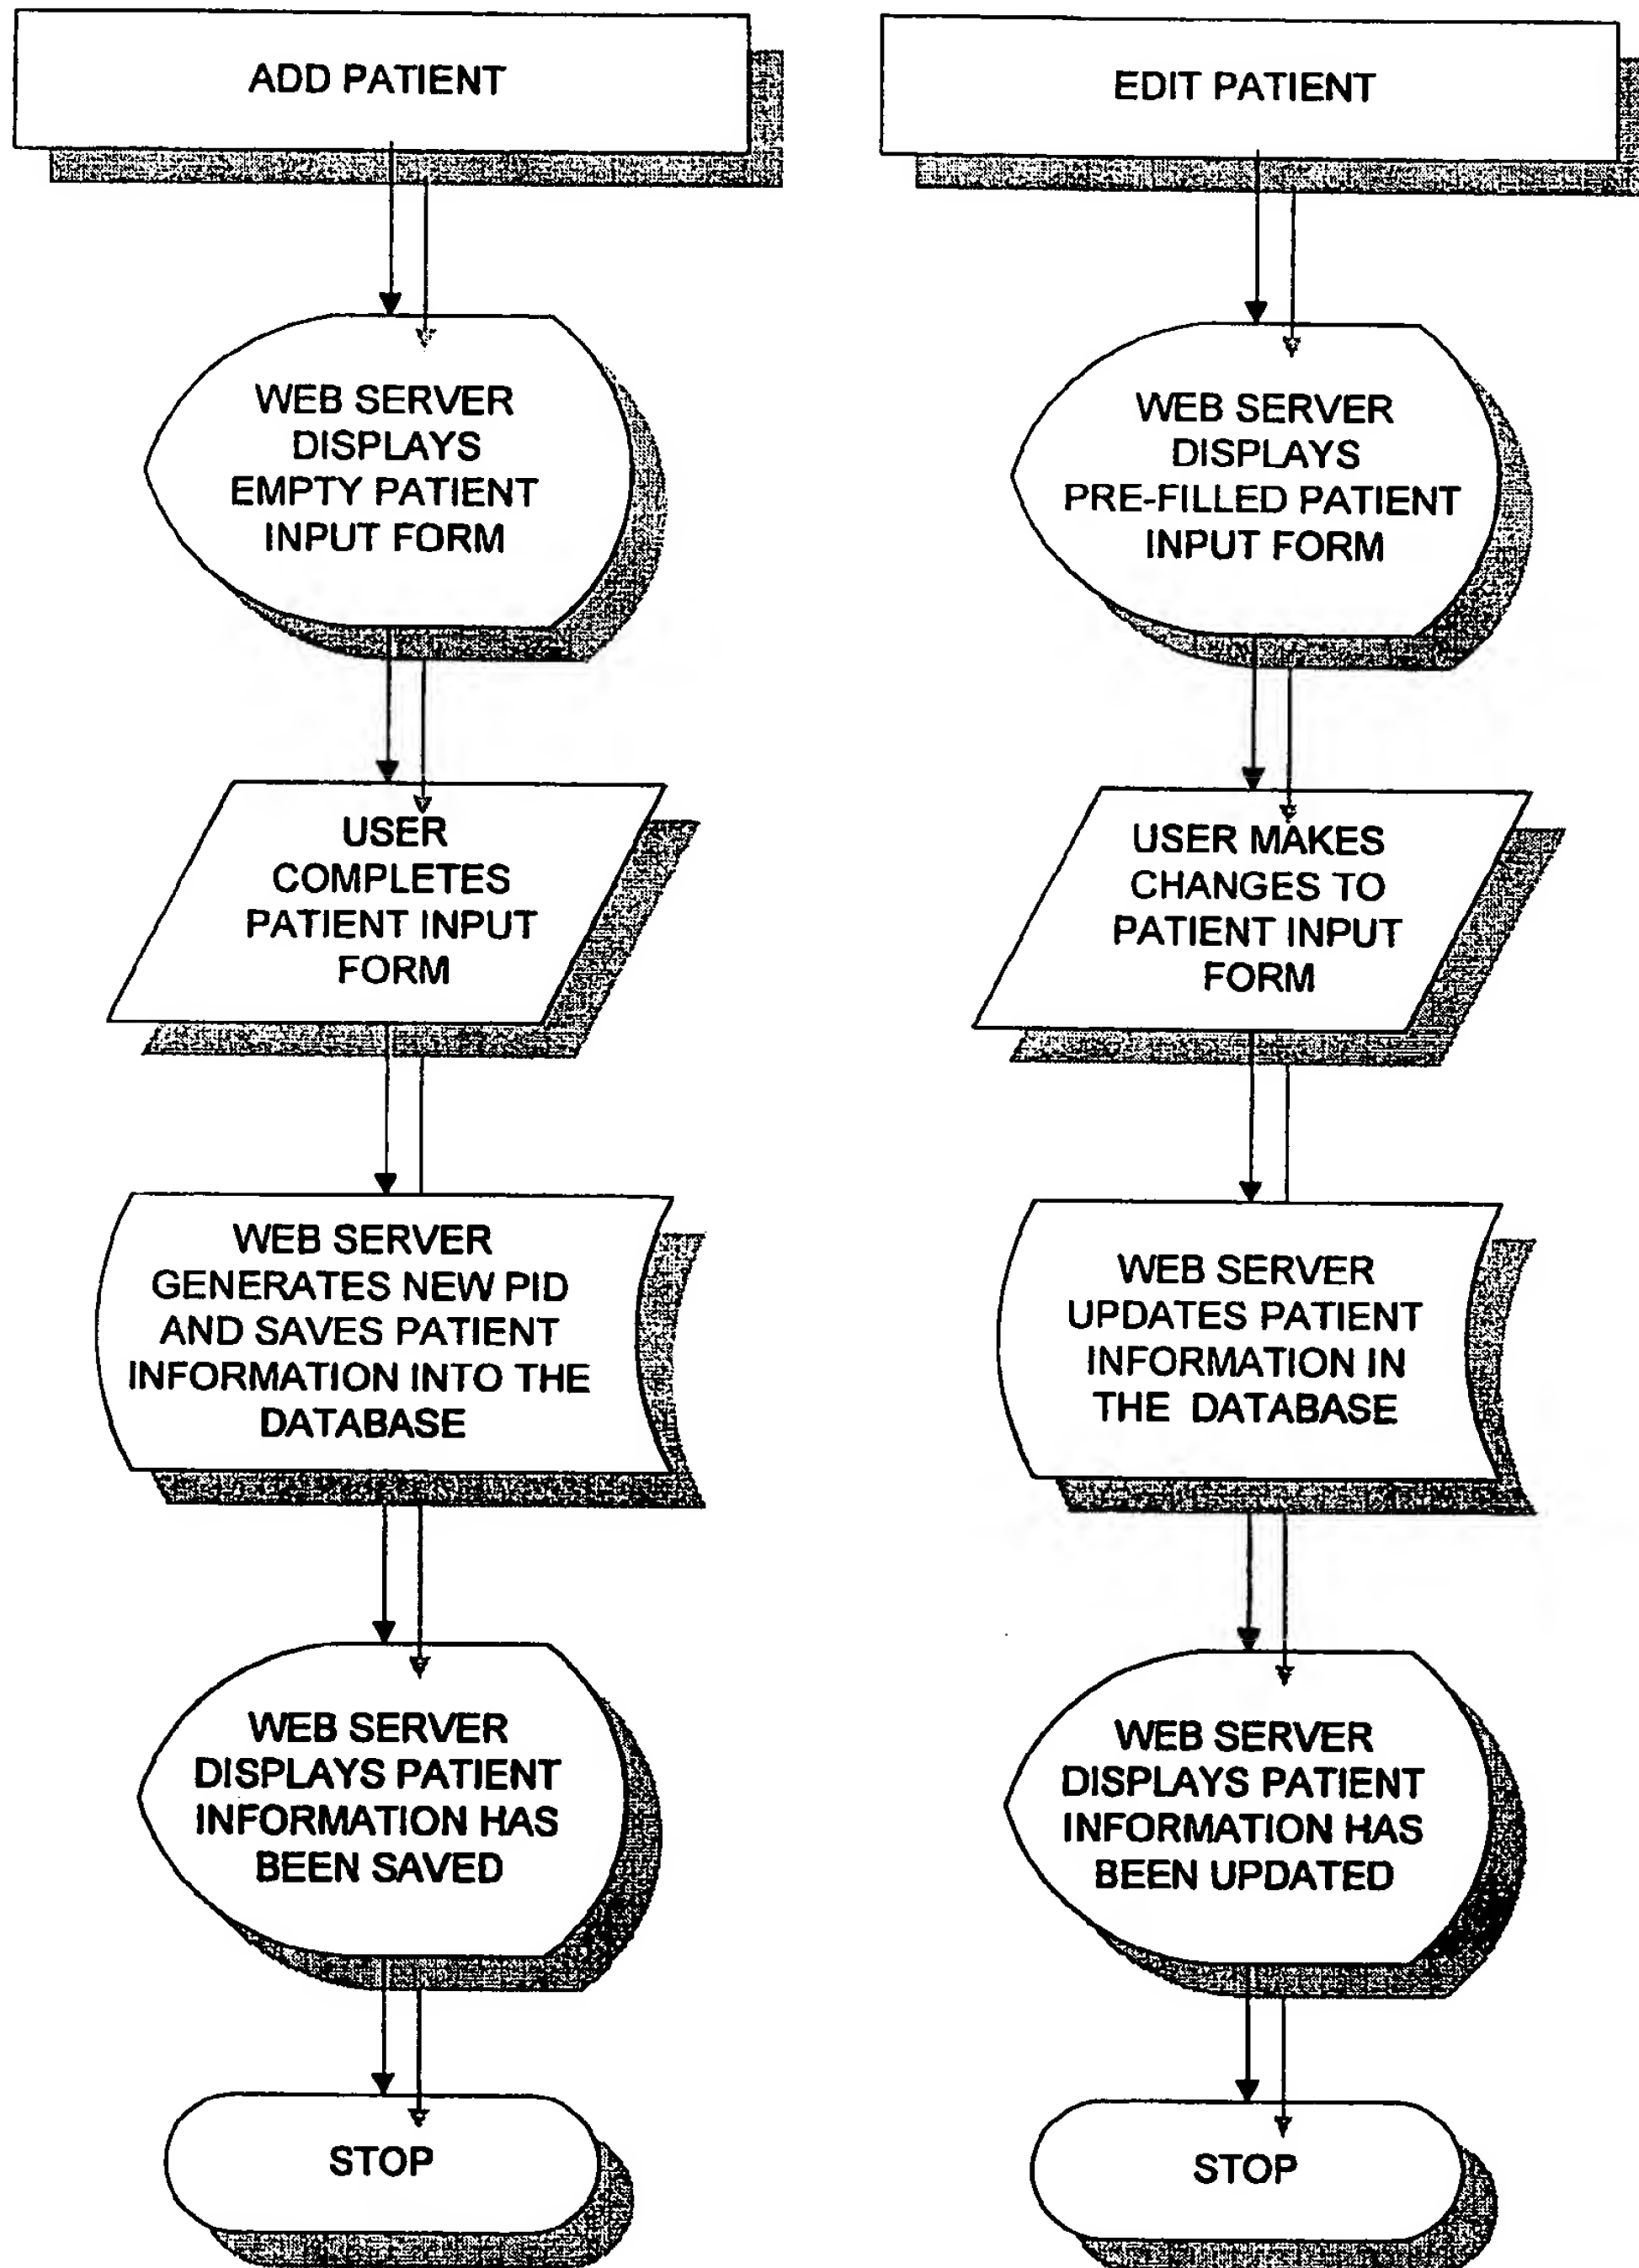 ADD PATIENT
WEB SERVER
DISPLAYS
EMPTY PATIENT
INPUT FORM
USER
COMPLETES
PATIENT INPUT
FORM
WEB SERVER
GENERATES NEW PID
AND SAVES PATIENT
INFORMATION INTO THE
DATABASE
WEB SERVER
DISPLAYS PATIENT
INFORMATION HAS
BEEN SAVED
STOP
EDIT PATIENT
WEB SERVER
DISPLAYS
PRE-FILLED PATIENT
INPUT FORM
USER MAKES
CHANGES TO
PATIENT INPUT
FORM
WEB SERVER
UPDATES PATIENT
INFORMATION IN
THE DATABASE
WEB SERVER
DISPLAYS PATIENT
INFORMATION HAS
BEEN UPDATED
STOP